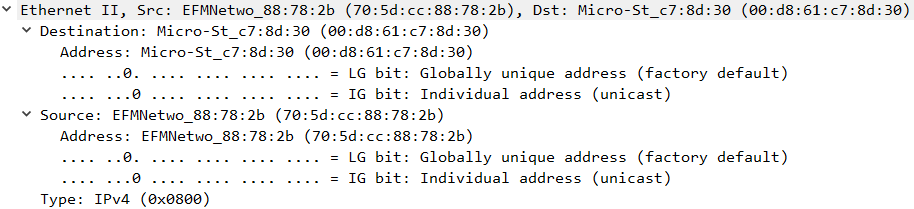 Ethernet II, Src: EFMNetwo_88:78:2b (70:5d:cc:88:78:2b), Dst: Micro-St_c7:8d:30 (00:d8:61:c7:8d:30)
Destination: Micro-St_c7:8d:30 (00:d8:61:c7:8d:30)
Address: Micro-St_c7:8d:30 (00:d8:61:c7:8d:30)
.... ..0. .... .... .... .... = LG bit: Globally unique address (factory default)
.... ...0 .... .... .... .... = IG bit: Individual address (unicast)
Source: EFMNetwo_88:78:2b (70:5d:cc:88:78:2b)
Address: EFMNetwo_88:78:2b (70:5d:cc:88:78:2b)
.... ..0. .... .... .... .... = LG bit: Globally unique address (factory default)
.... ...0 .... .... .... .... = IG bit: Individual address (unicast)
Type: IPv4 (0x0800)